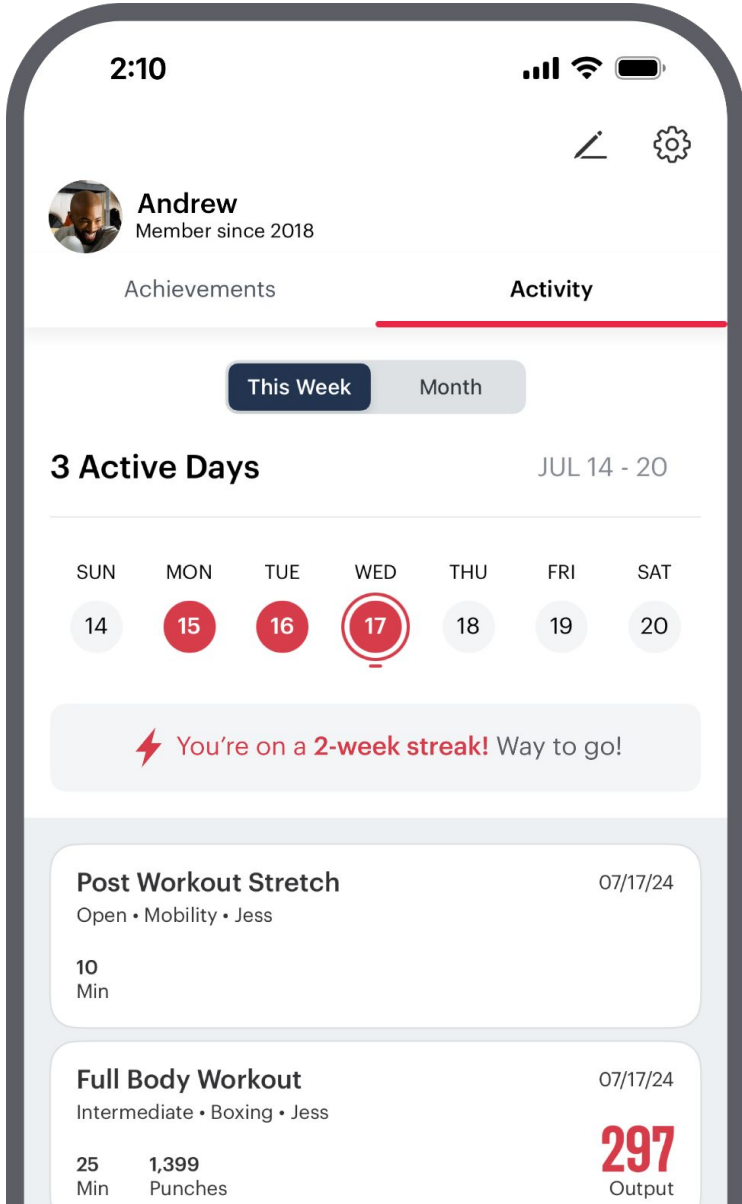 2:10
Andrew
Member since 2018
Achievements Activity
This Week Month
3 Active Days JUL 14 - 20
SUN MON TUE WED THU FRI SAT
14 15 16 17 18 19 20
You’re on a 2-week streak! Way to go!
Post Workout Stretch 07/17/24
Open • Mobility • Jess
10
Min
Full Body Workout 07/17/24
Intermediate • Boxing • Jess
297
25 1,399
Min Punches Output